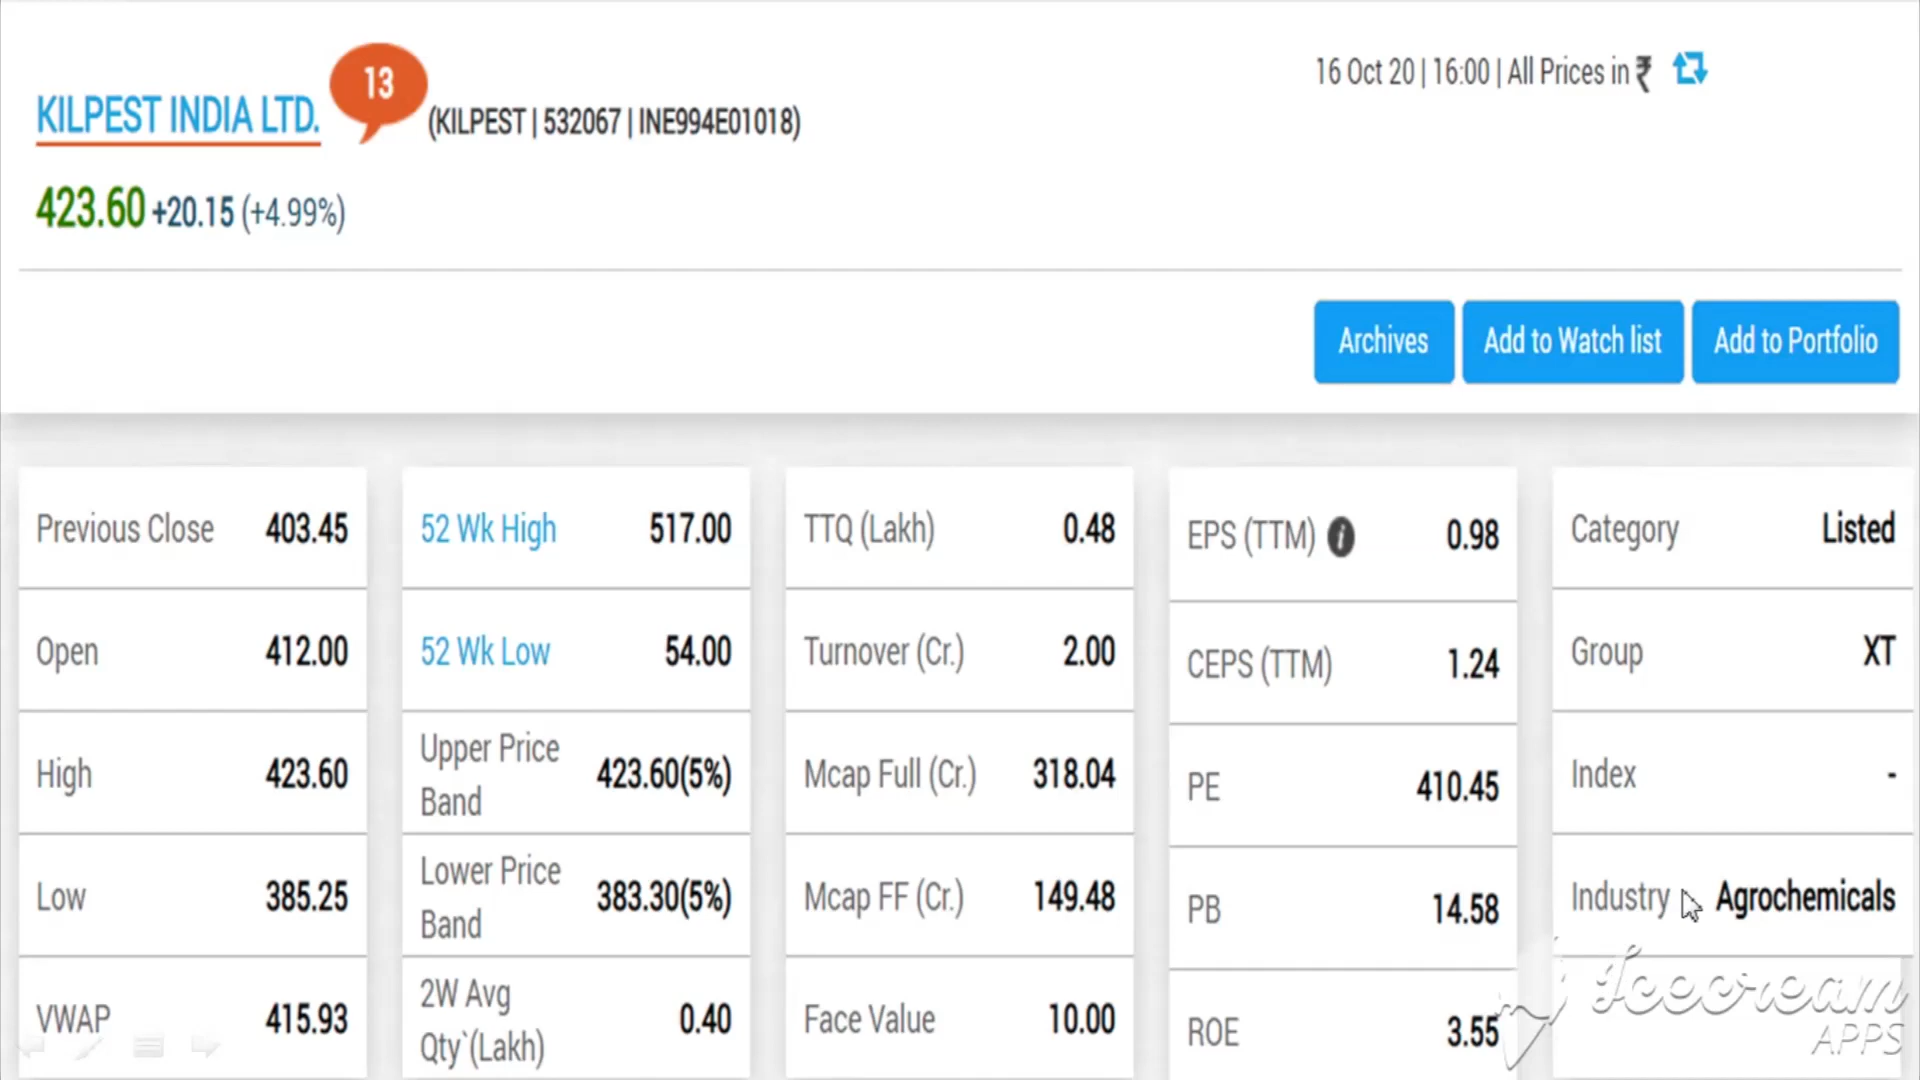 KILPEST INDIA LTD.
13
(KILPEST | 532067 | INE994E01018)
16 Oct 20 | 16:00 | All Prices in ₹
423.60 +20.15 (+4.99%)
Archives
Add to Watch list
Add to Portfolio
Previous Close 403.45
Open 412.00
High 423.60
Low 385.25
VWAP 415.93
52 Wk High 517.00
52 Wk Low 54.00
Upper Price
Band 423.60(5%)
Lower Price
Band 383.30(5%)
2W Avg
Qty`(Lakh) 0.40
TTQ (Lakh) 0.48
Turnover (Cr.) 2.00
Mcap Full (Cr.) 318.04
Mcap FF (Cr.) 149.48
Face Value 10.00
EPS (TTM) i 0.98
CEPS (TTM) 1.24
PE 410.45
PB 14.58
ROE 3.55
Category Listed
Group XT
Index -
Industry Agrochemicals
Icecream
APPS